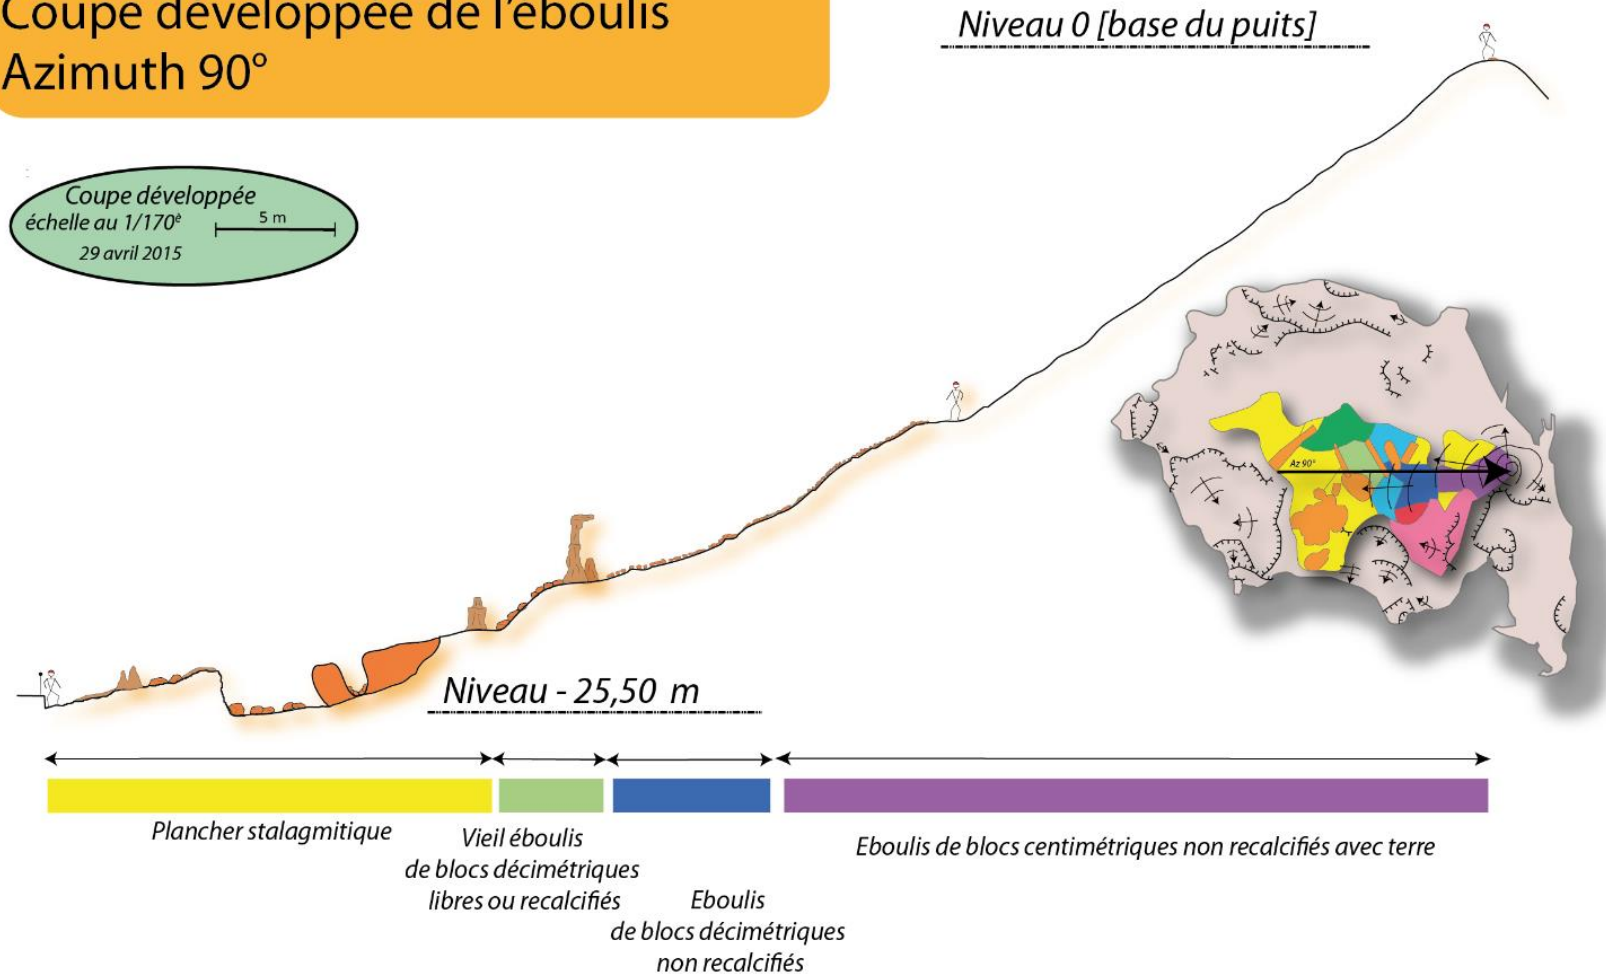 Coupe développée de l'éboulis
Azimuth 90°
Niveau 0 [base du puits]
Coupe développée
échelle au 1/170è
5 m
29 avril 2015
Az 90°
Niveau - 25,50 m
Plancher stalagmitique
Vieil éboulis
de blocs décimétriques
libres ou recalcifiés
Eboulis
de blocs décimétriques
non recalcifiés
Eboulis de blocs centimétriques non recalcifiés avec terre